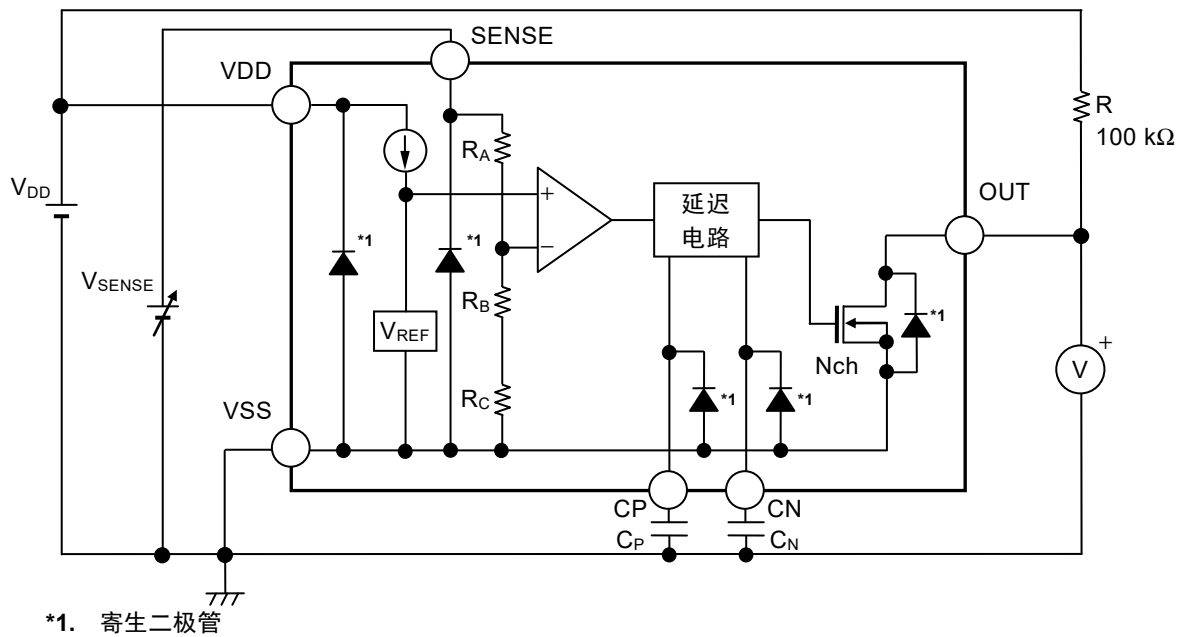 SENSE
VDD
R
100 kΩ
RA
VDD
+
−
延迟
电路
OUT
*1
*1
VSENSE
RB
VREF
*1
Nch
+
V
VSS
RC
*1
*1
CP
CN
CP
CN
*1. 寄生二极管